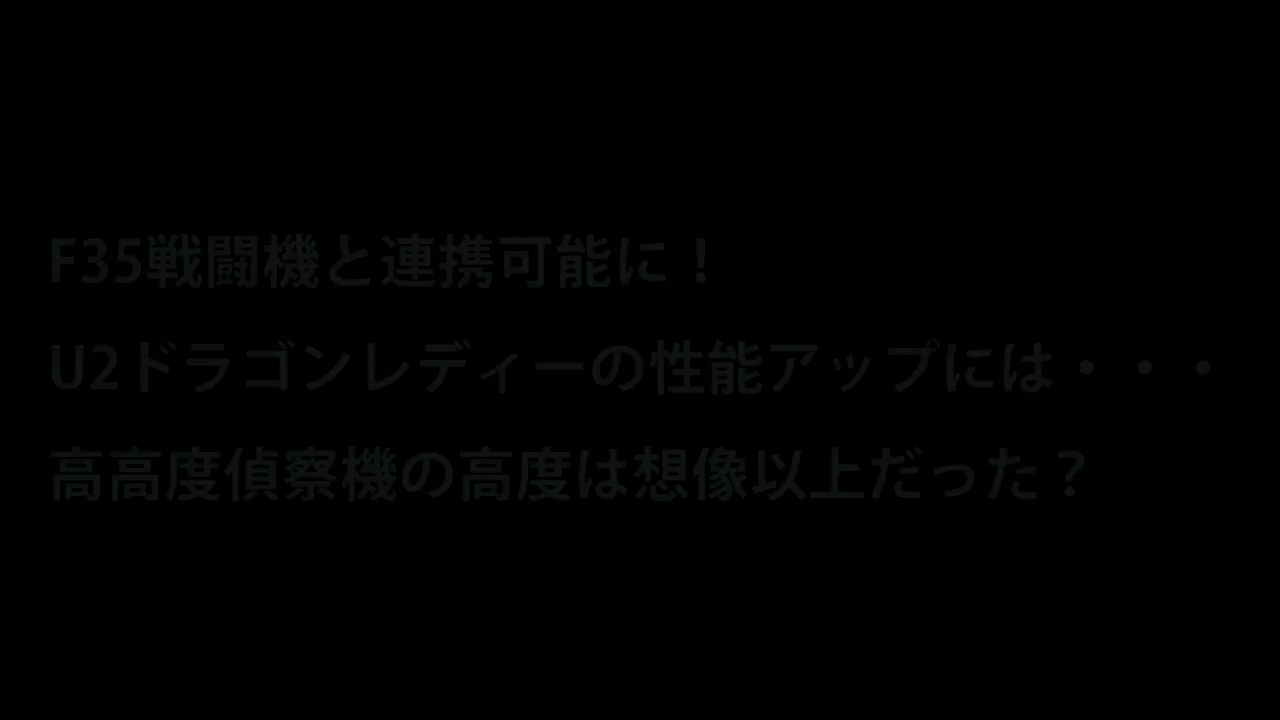 F35戦闘機と連携可能に！
U2ドラゴンレディーの性能アップには・・・
高高度偵察機の高度は想像以上だった？